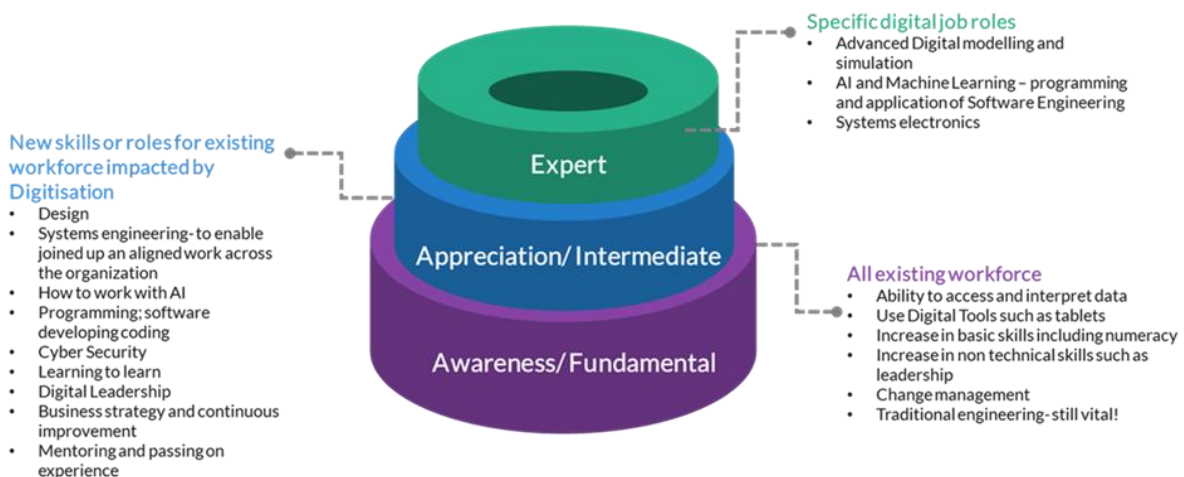 Specific digital job roles
• Advanced Digital modelling and
simulation
• AI and Machine Learning – programming
and application of Software Engineering
• Systems electronics
New skills or roles for existing
workforce impacted by
Digitisation
• Design
• Systems engineering- to enable
joined up an aligned work across
the organization
• How to work with AI
• Programming; software
developing coding
• Cyber Security
• Learning to learn
• Digital Leadership
• Business strategy and continuous
improvement
• Mentoring and passing on
experience
Expert
Appreciation/ Intermediate
Awareness/ Fundamental
All existing workforce
• Ability to access and interpret data
• Use Digital Tools such as tablets
• Increase in basic skills including numeracy
• Increase in non technical skills such as
leadership
• Change management
• Traditional engineering- still vital!